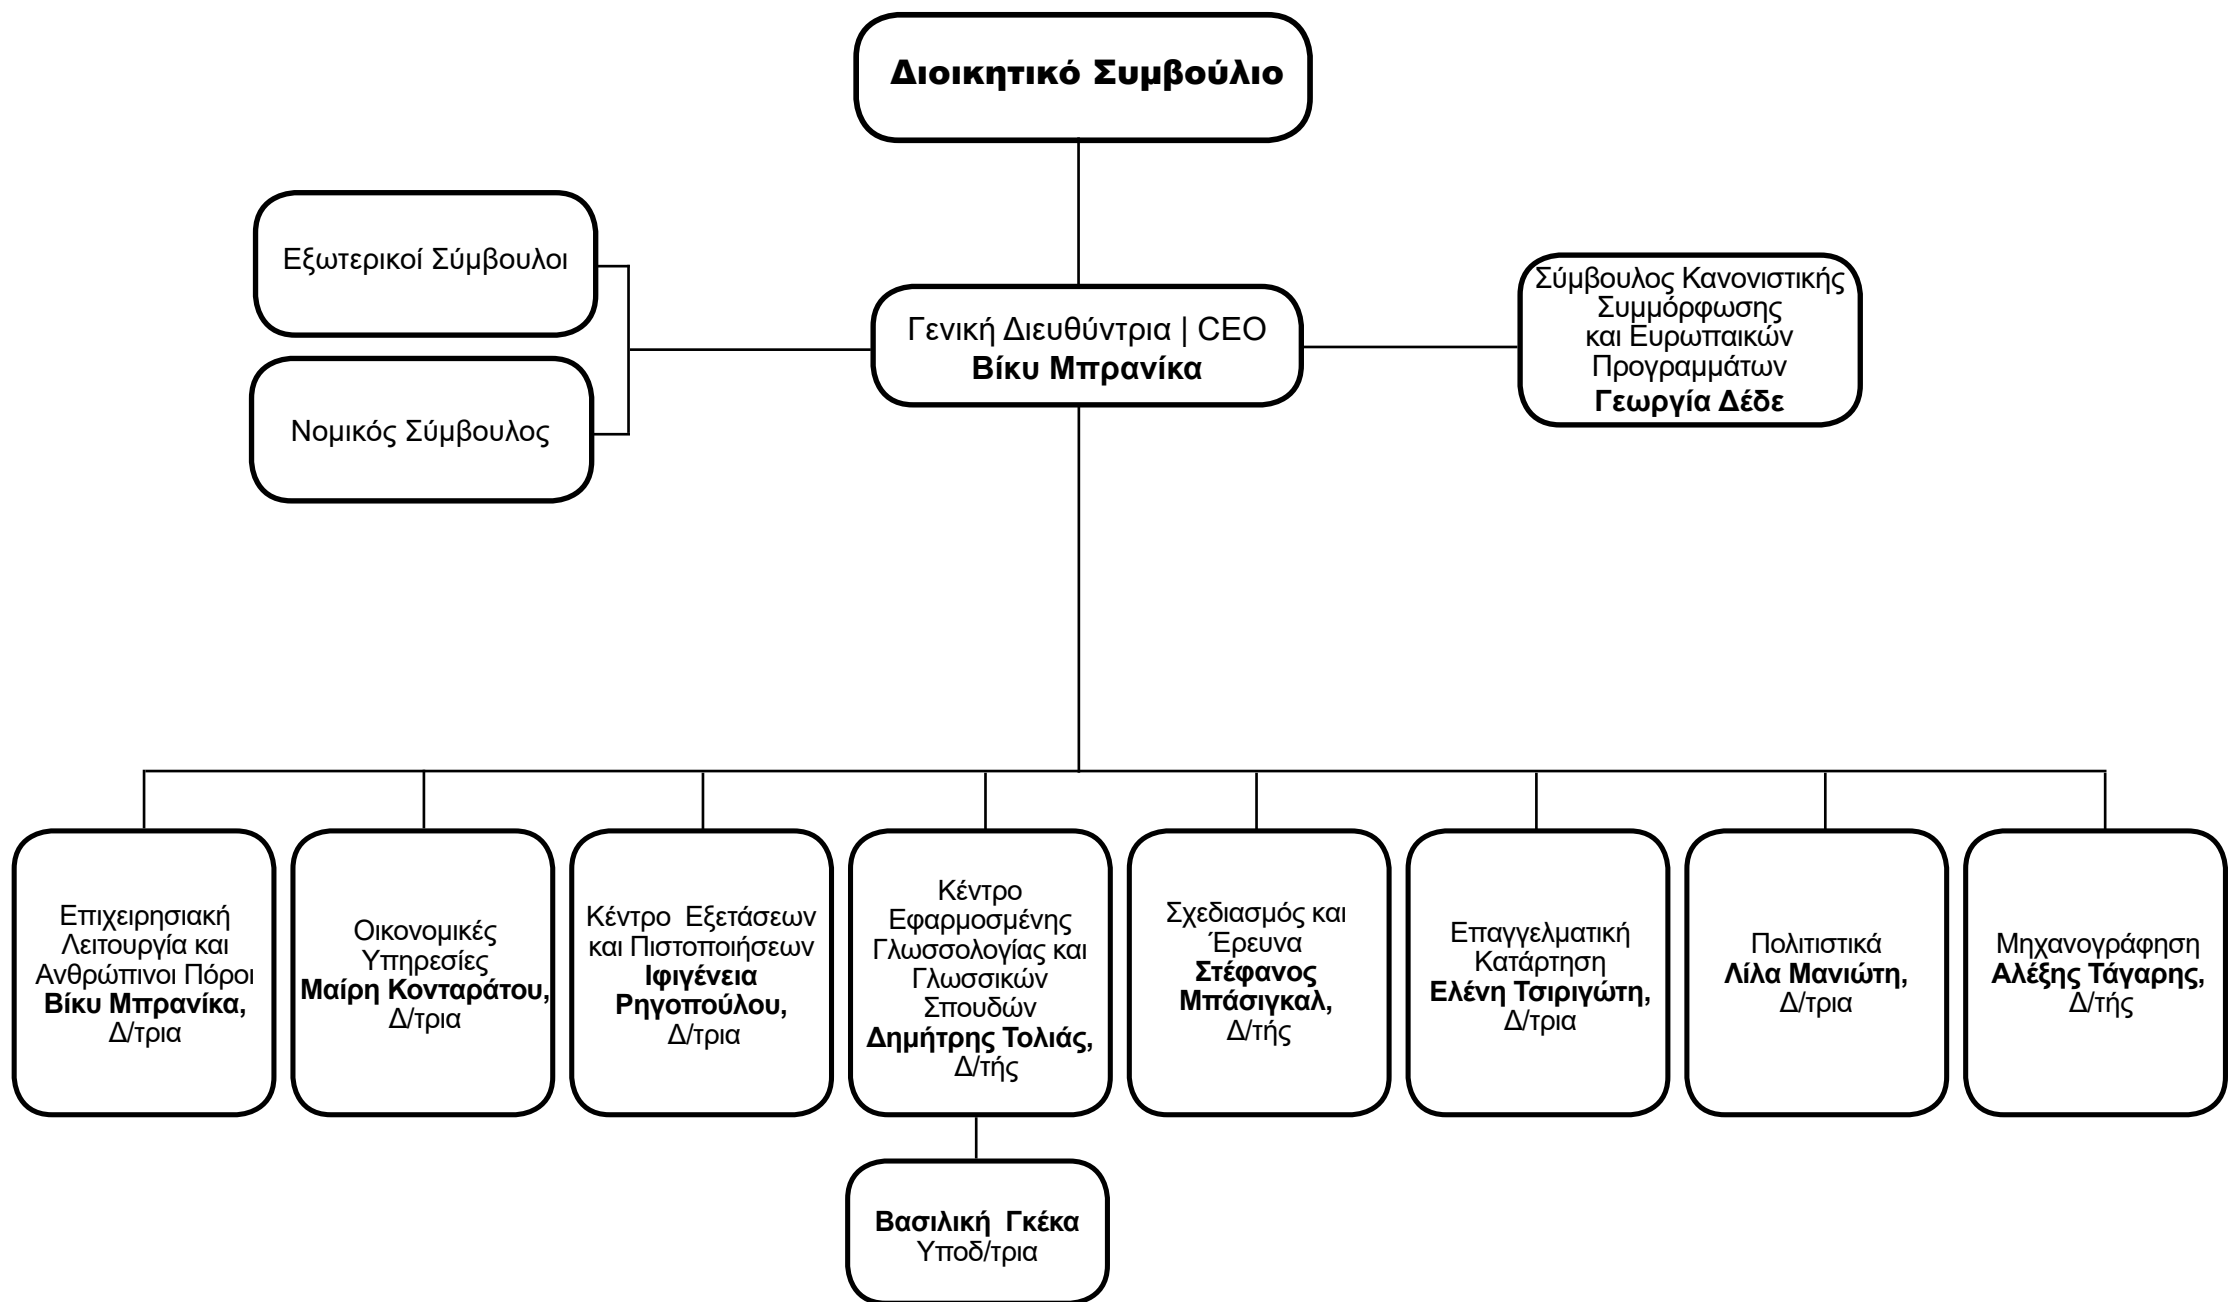 Διοικητικό Συμβούλιο
Εξωτερικοί Σύμβουλοι
Νομικός Σύμβουλος
Γενική Διευθύντρια | CEO
Βίκυ Μπρανίκα
Σύμβουλος Κανονιστικής
Συμμόρφωσης
και Ευρωπαικών
Προγραμμάτων
Γεωργία Δέδε
Επιχειρησιακή
Λειτουργία και
Ανθρώπινοι Πόροι
Βίκυ Μπρανίκα,
Δ/τρια
Οικονομικές
Υπηρεσίες
Μαίρη Κονταράτου,
Δ/τρια
Κέντρο Εξετάσεων
και Πιστοποιήσεων
Ιφιγένεια
Ρηγοπούλου,
Δ/τρια
Κέντρο
Εφαρμοσμένης
Γλωσσολογίας και
Γλωσσικών
Σπουδών
Δημήτρης Τολιάς,
Δ/τής
Σχεδιασμός και
Έρευνα
Στέφανος
Μπάσιγκαλ,
Δ/τής
Επαγγελματική
Κατάρτηση
Ελένη Τσιριγώτη,
Δ/τρια
Πολιτιστικά
Λίλα Μανιώτη,
Δ/τρια
Μηχανογράφηση
Αλέξης Τάγαρης,
Δ/τής
Βασιλική Γκέκα
Υποδ/τρια